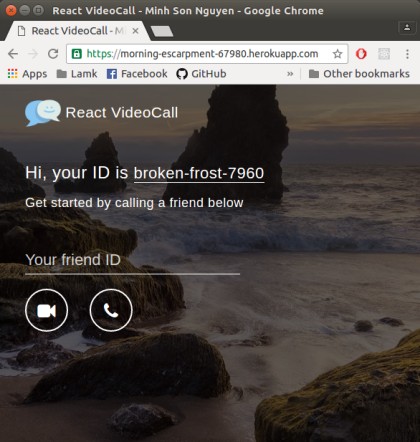 React VideoCall - Minh Son Nguyen - Google Chrome
React VideoCall - M
https://morning-escarpment-67980.herokuapp.com
Apps Lamk Facebook GitHub » Other bookmarks
React VideoCall
Hi, your ID is broken-frost-7960
Get started by calling a friend below
Your friend ID